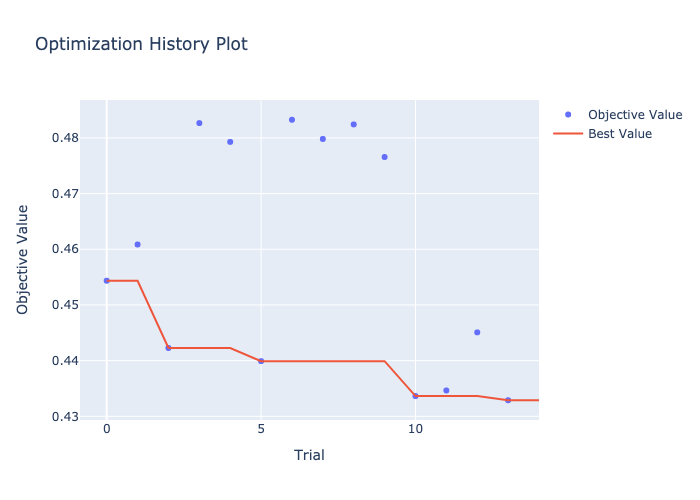 Optimization History Plot
Objective Value
Best Value
0.48
0.47
0.46
0.45
0.44
0.43
Objective Value
0
5
10
Trial